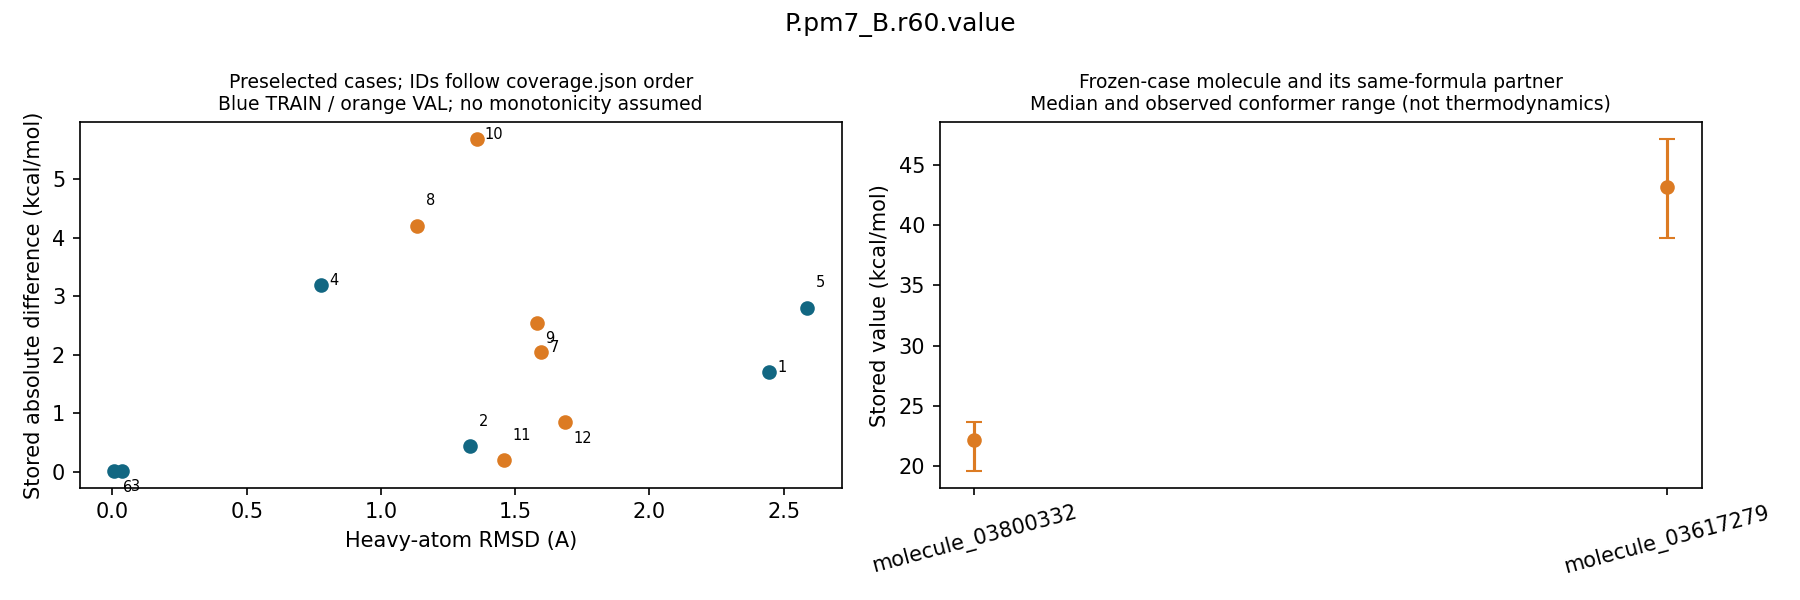 P.pm7_B.r60.value
Preselected cases; IDs follow coverage.json order
Blue TRAIN / orange VAL; no monotonicity assumed
Stored absolute difference (kcal/mol)
5
4
3
2
1
0
10
8
4
5
9
7
1
2
11
12
6
3
0.0 0.5 1.0 1.5 2.0 2.5
Heavy-atom RMSD (A)
Frozen-case molecule and its same-formula partner
Median and observed conformer range (not thermodynamics)
Stored value (kcal/mol)
45
40
35
30
25
20
molecule_03800332
molecule_03617279